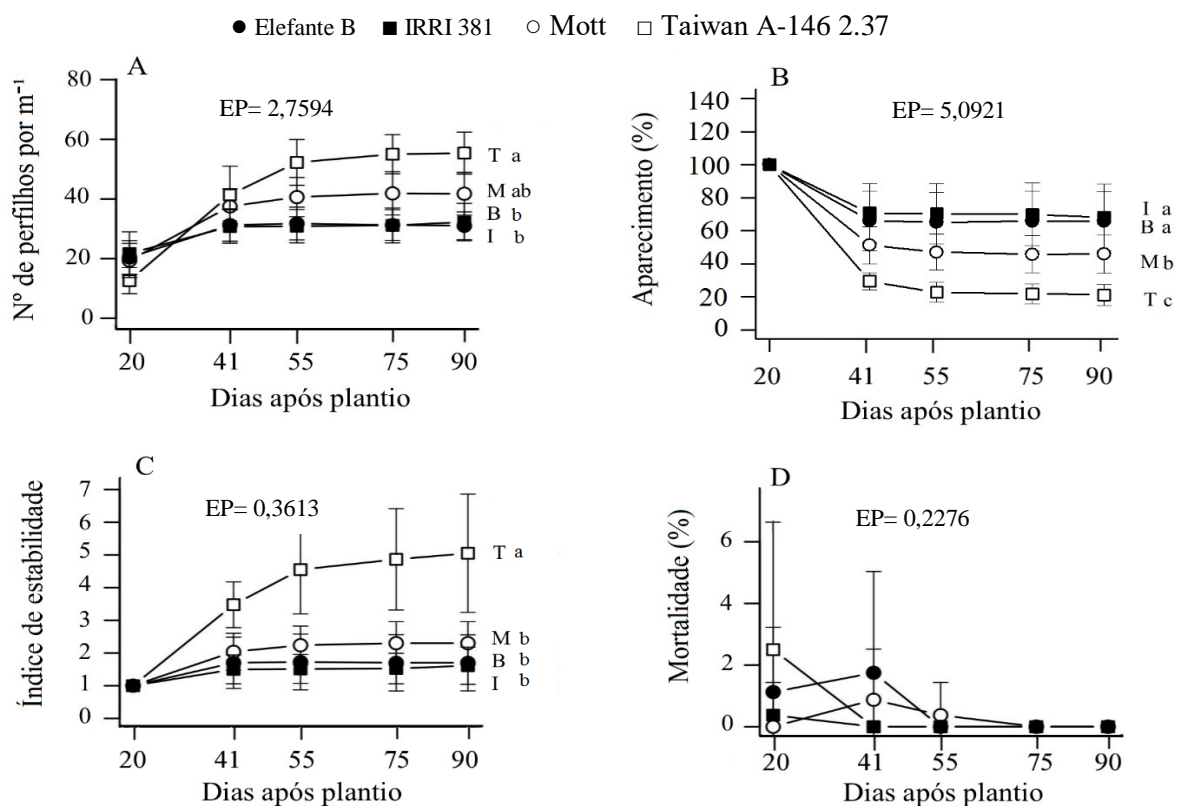 Elefante B IRRI 381 Mott Taiwan A-146 2.37
A
EP= 2,7594
Nº de perfilhos por m⁻¹
80
60
40
20
0
T a
M ab
B b
I b
20 41 55 75 90
Dias após plantio
B
EP= 5,0921
Aparecimento (%)
140
120
100
80
60
40
20
0
I a
B a
M b
T c
20 41 55 75 90
Dias após plantio
C
EP= 0,3613
Índice de estabilidade
7
6
5
4
3
2
1
0
T a
M b
B b
I b
20 41 55 75 90
Dias após plantio
D
EP= 0,2276
Mortalidade (%)
6
4
2
0
20 41 55 75 90
Dias após plantio